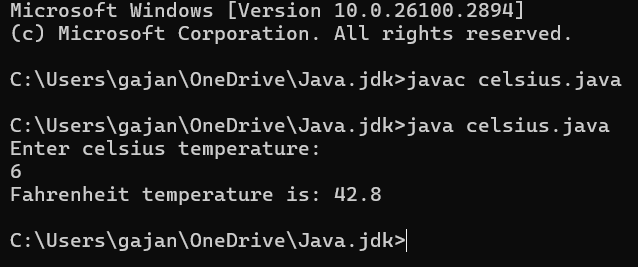 Microsoft Windows [Version 10.0.26100.2894]
(c) Microsoft Corporation. All rights reserved.
C:\Users\gajan\OneDrive\Java.jdk>javac celsius.java
C:\Users\gajan\OneDrive\Java.jdk>java celsius.java
Enter celsius temperature:
6
Fahrenheit temperature is: 42.8
C:\Users\gajan\OneDrive\Java.jdk>